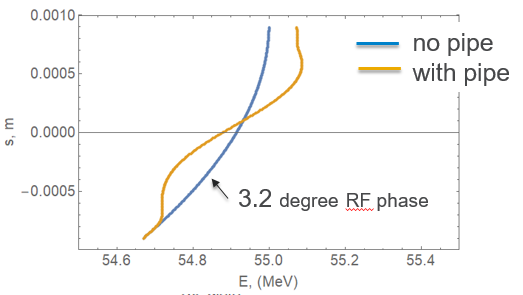 0.0010
no pipe
with pipe
0.0005
s, m
0.0000
-0.0005
3.2 degree RF phase
54.6 54.8 55.0 55.2 55.4
E, (MeV)